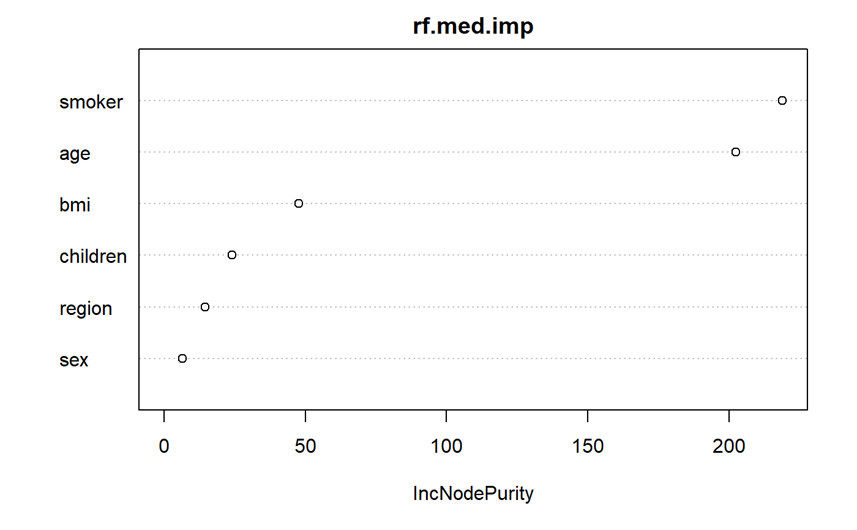 rf.med.imp
smoker
age
bmi
children
region
sex
0 50 100 150 200
IncNodePurity